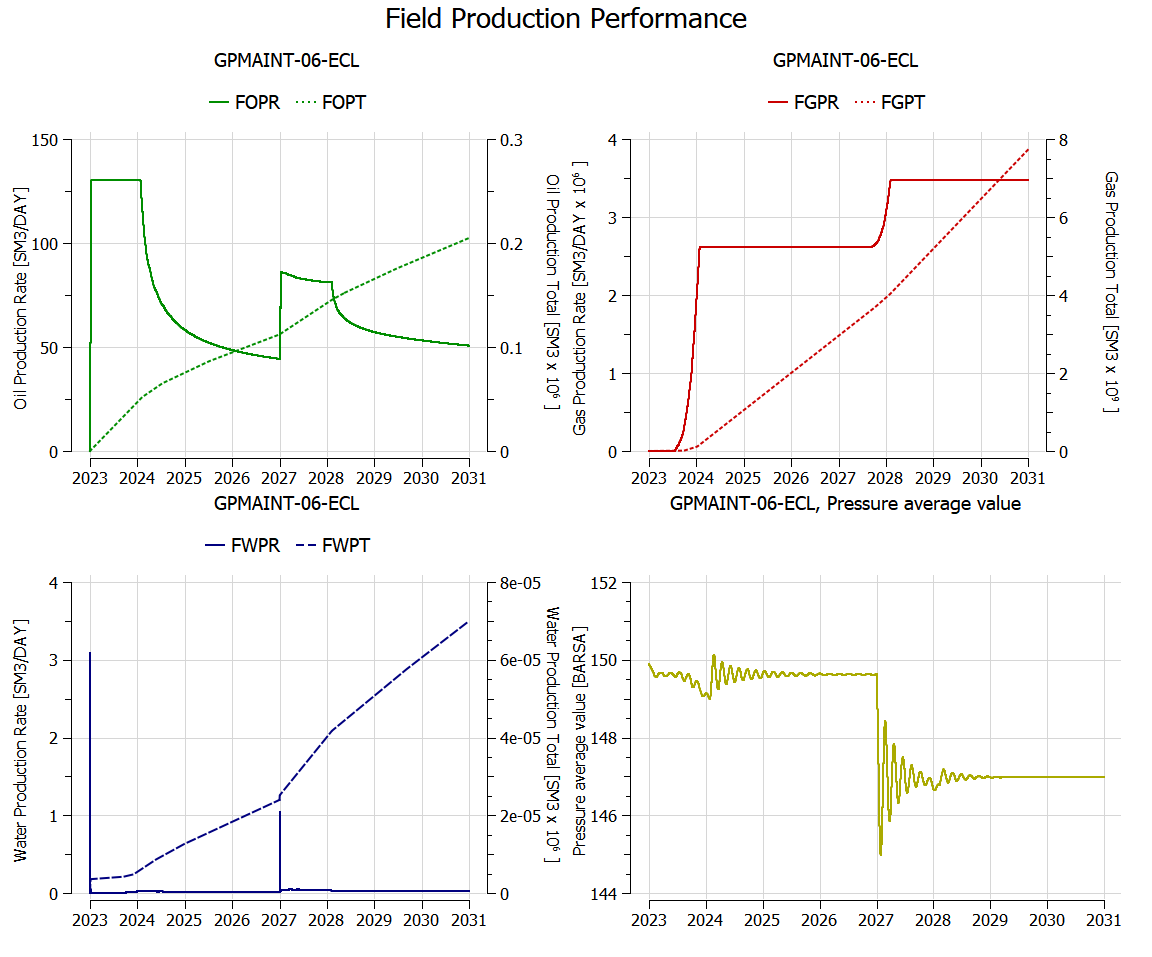 Field Production Performance
GPMAINT-06-ECL
FOPR FOPT
150
100
50
0
Oil Production Rate [SM3/DAY]
0.3
0.2
0.1
0
Oil Production Total [SM3 x 10⁶ ]
2023 2024 2025 2026 2027 2028 2029 2030 2031
GPMAINT-06-ECL
FGPR FGPT
4
3
2
1
0
Gas Production Rate [SM3/DAY x 10⁶ ]
8
6
4
2
0
Gas Production Total [SM3 x 10⁹ ]
2023 2024 2025 2026 2027 2028 2029 2030 2031
GPMAINT-06-ECL
FWPR FWPT
4
3
2
1
0
Water Production Rate [SM3/DAY]
8e-05
6e-05
4e-05
2e-05
0
Water Production Total [SM3 x 10⁶ ]
2023 2024 2025 2026 2027 2028 2029 2030 2031
GPMAINT-06-ECL, Pressure average value
152
150
148
146
144
Pressure average value [BARSA]
2023 2024 2025 2026 2027 2028 2029 2030 2031